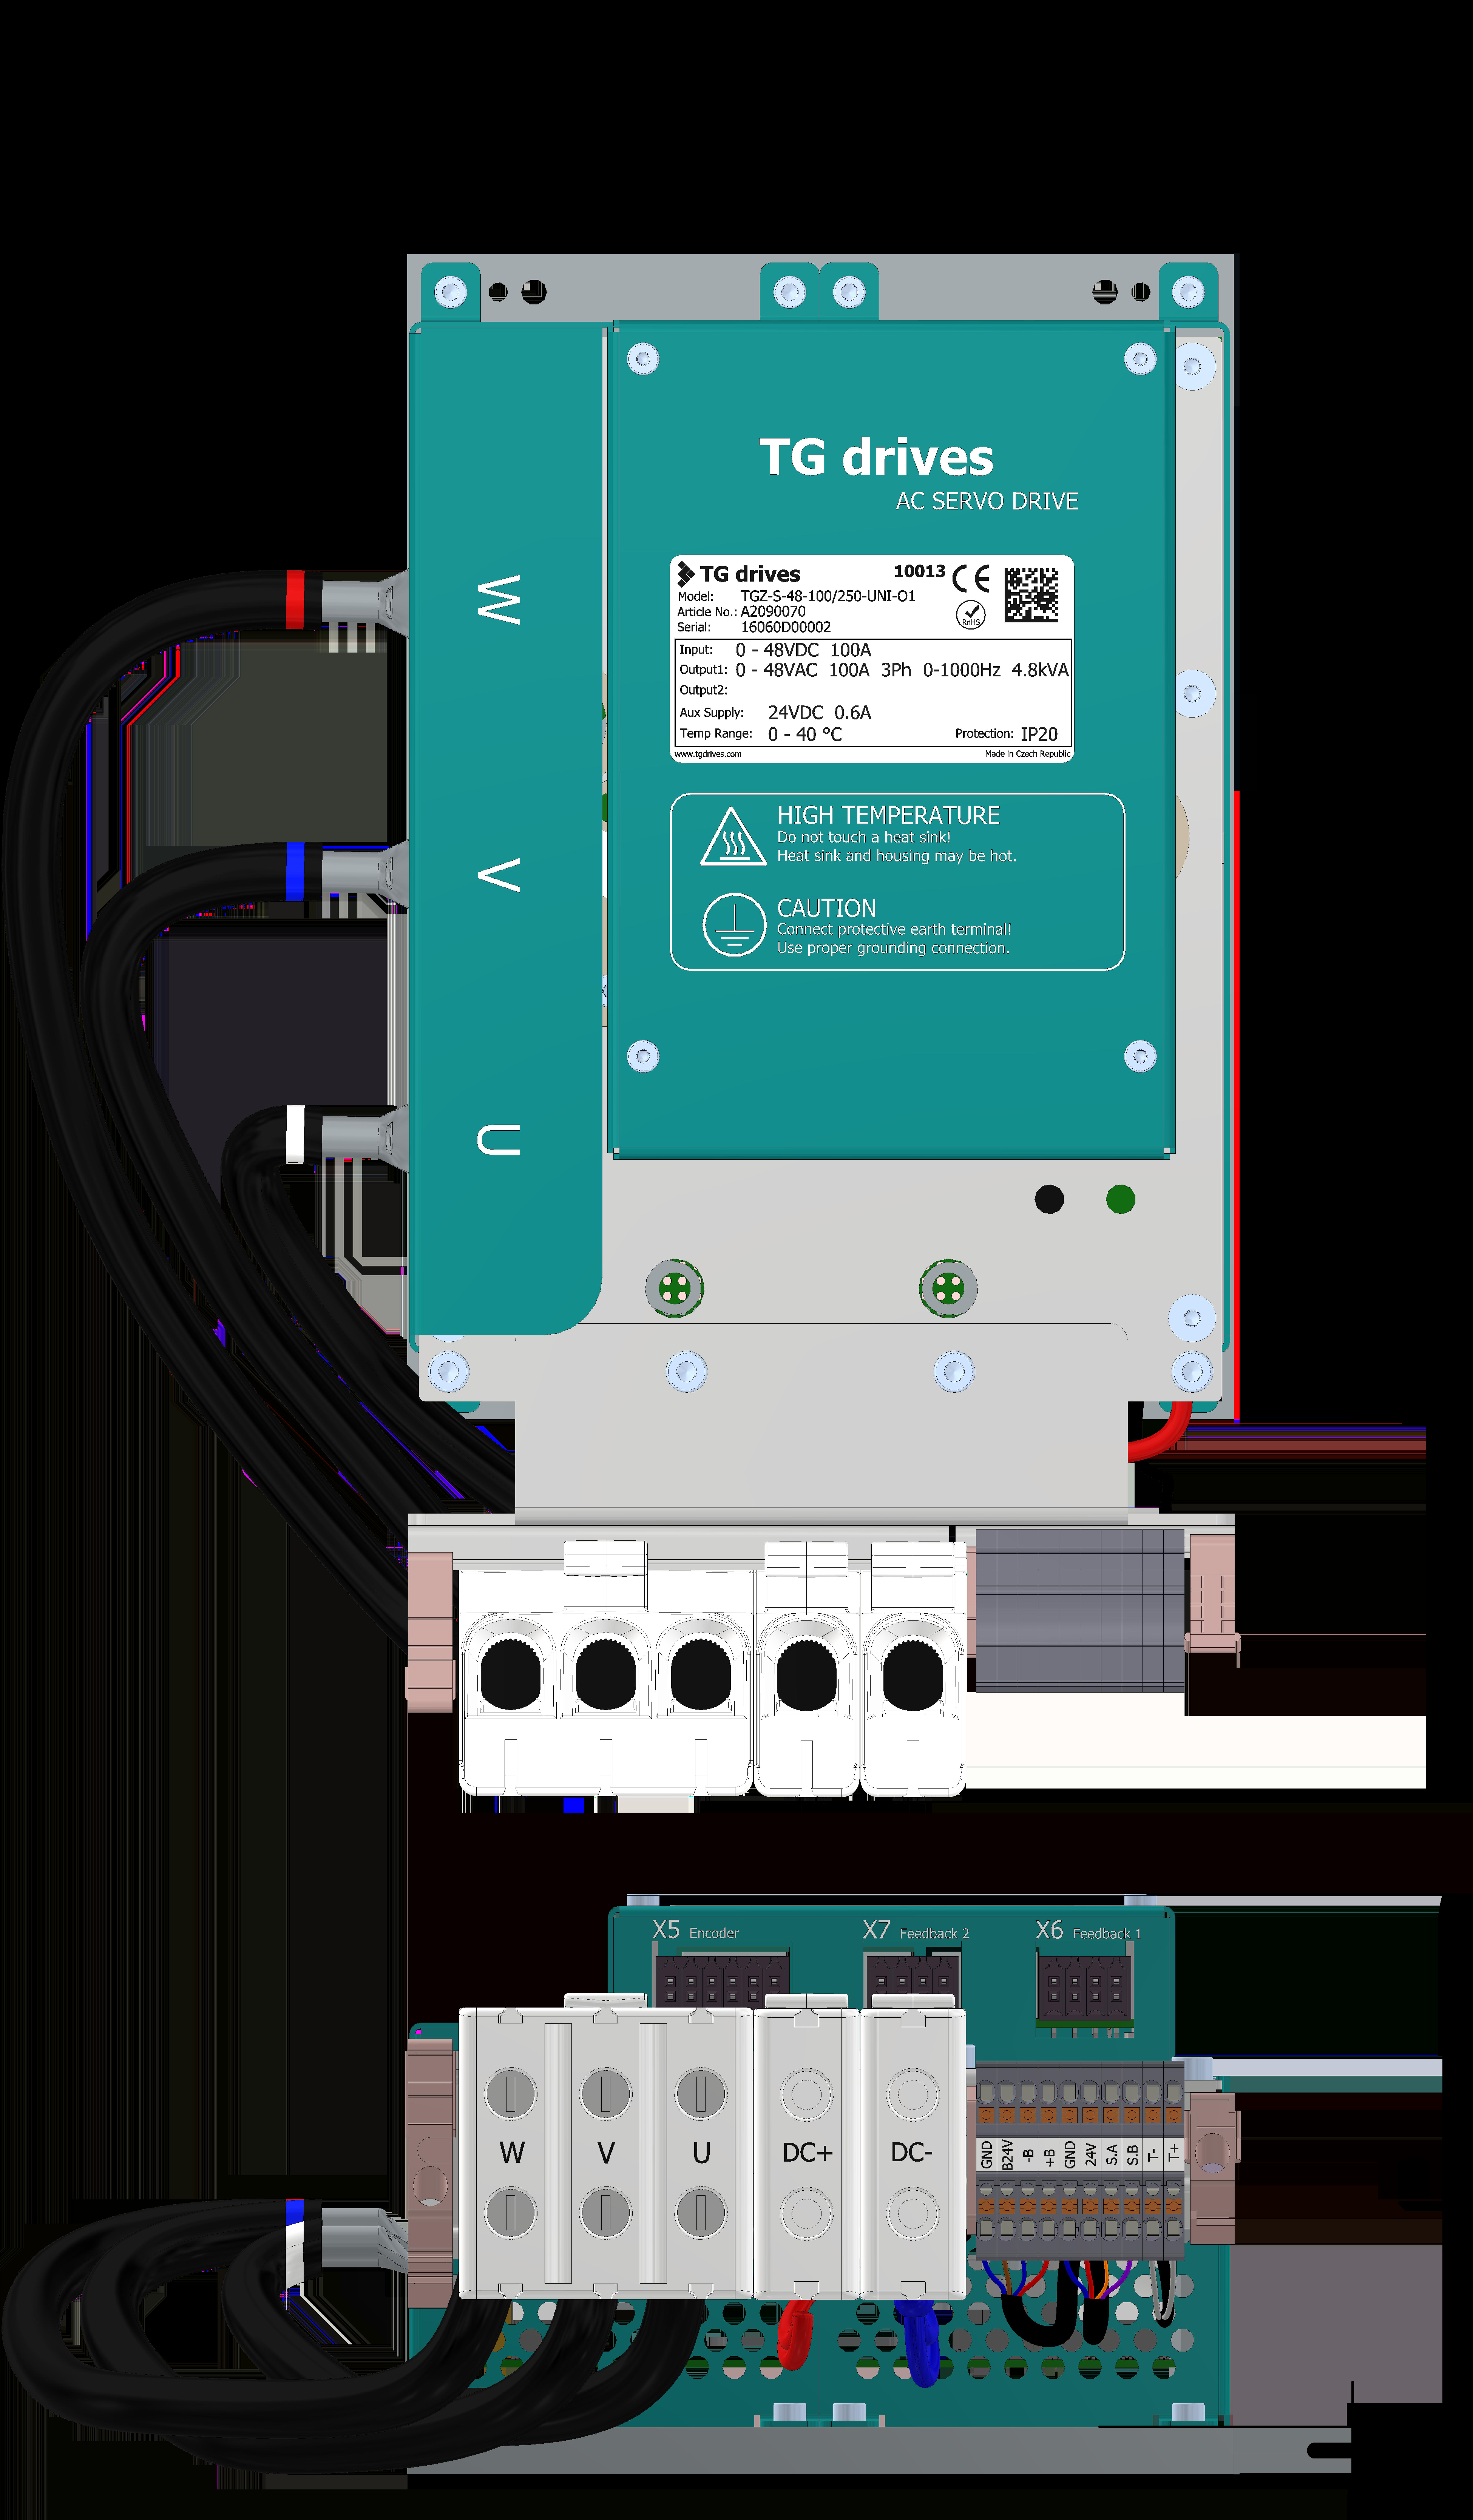 TG drives
AC SERVO DRIVE
W
V
U
TG drives 10013 CE
Model: TGZ-S-48-100/250-UNI-O1
Article No.: A2090070
Serial: 16060D00002
RnHS
Input: 0 - 48VDC 100A
Output1: 0 - 48VAC 100A 3Ph 0-1000Hz 4.8kVA
Output2:
Aux Supply: 24VDC 0.6A
Temp Range: 0 - 40 °C Protection: IP20
www.tgdrives.com Made In Czech Republic
HIGH TEMPERATURE
Do not touch a heat sink!
Heat sink and housing may be hot.
CAUTION
Connect protective earth terminal!
Use proper grounding connection.
X5 Encoder X7 Feedback 2 X6 Feedback 1
W V U DC+ DC- GND B24V -B +B GND 24V S.A S.B T- T+